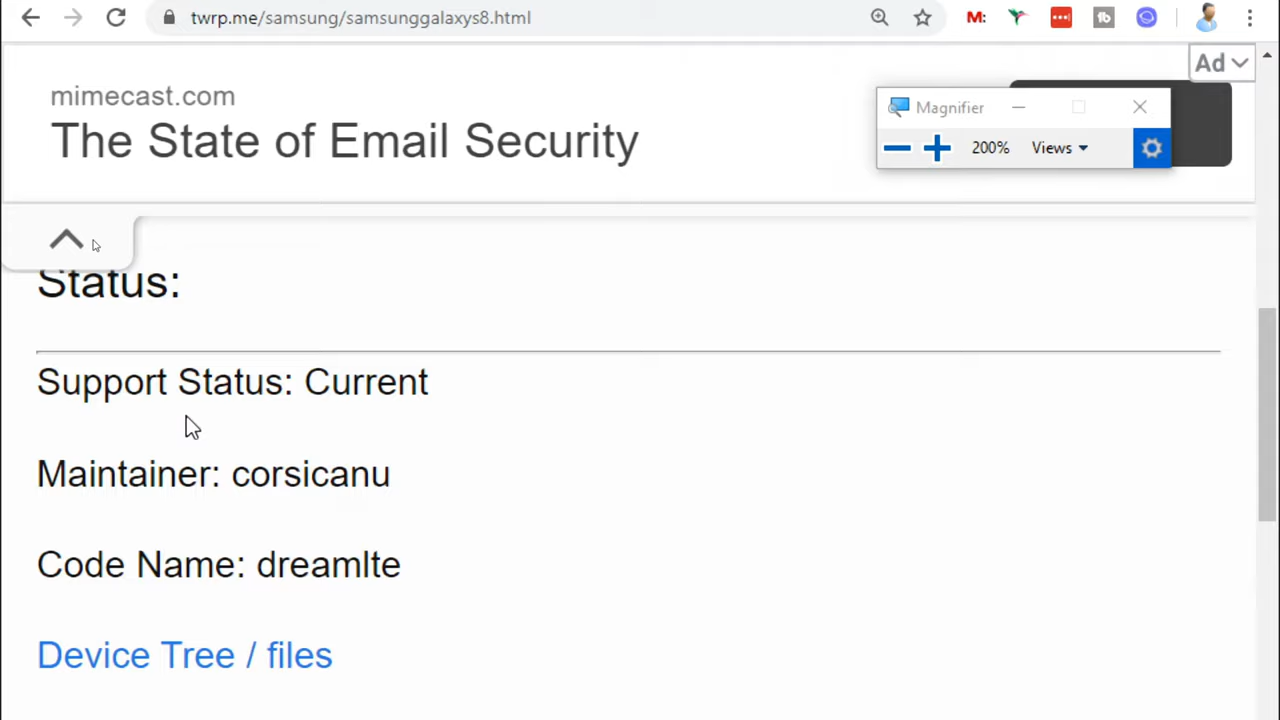 twrp.me/samsung/samsunggalaxys8.html
M:
Ad
mimecast.com
The State of Email Security
Magnifier
200% Views
Status:
Support Status: Current
Maintainer: corsicanu
Code Name: dreamlte
Device Tree / files